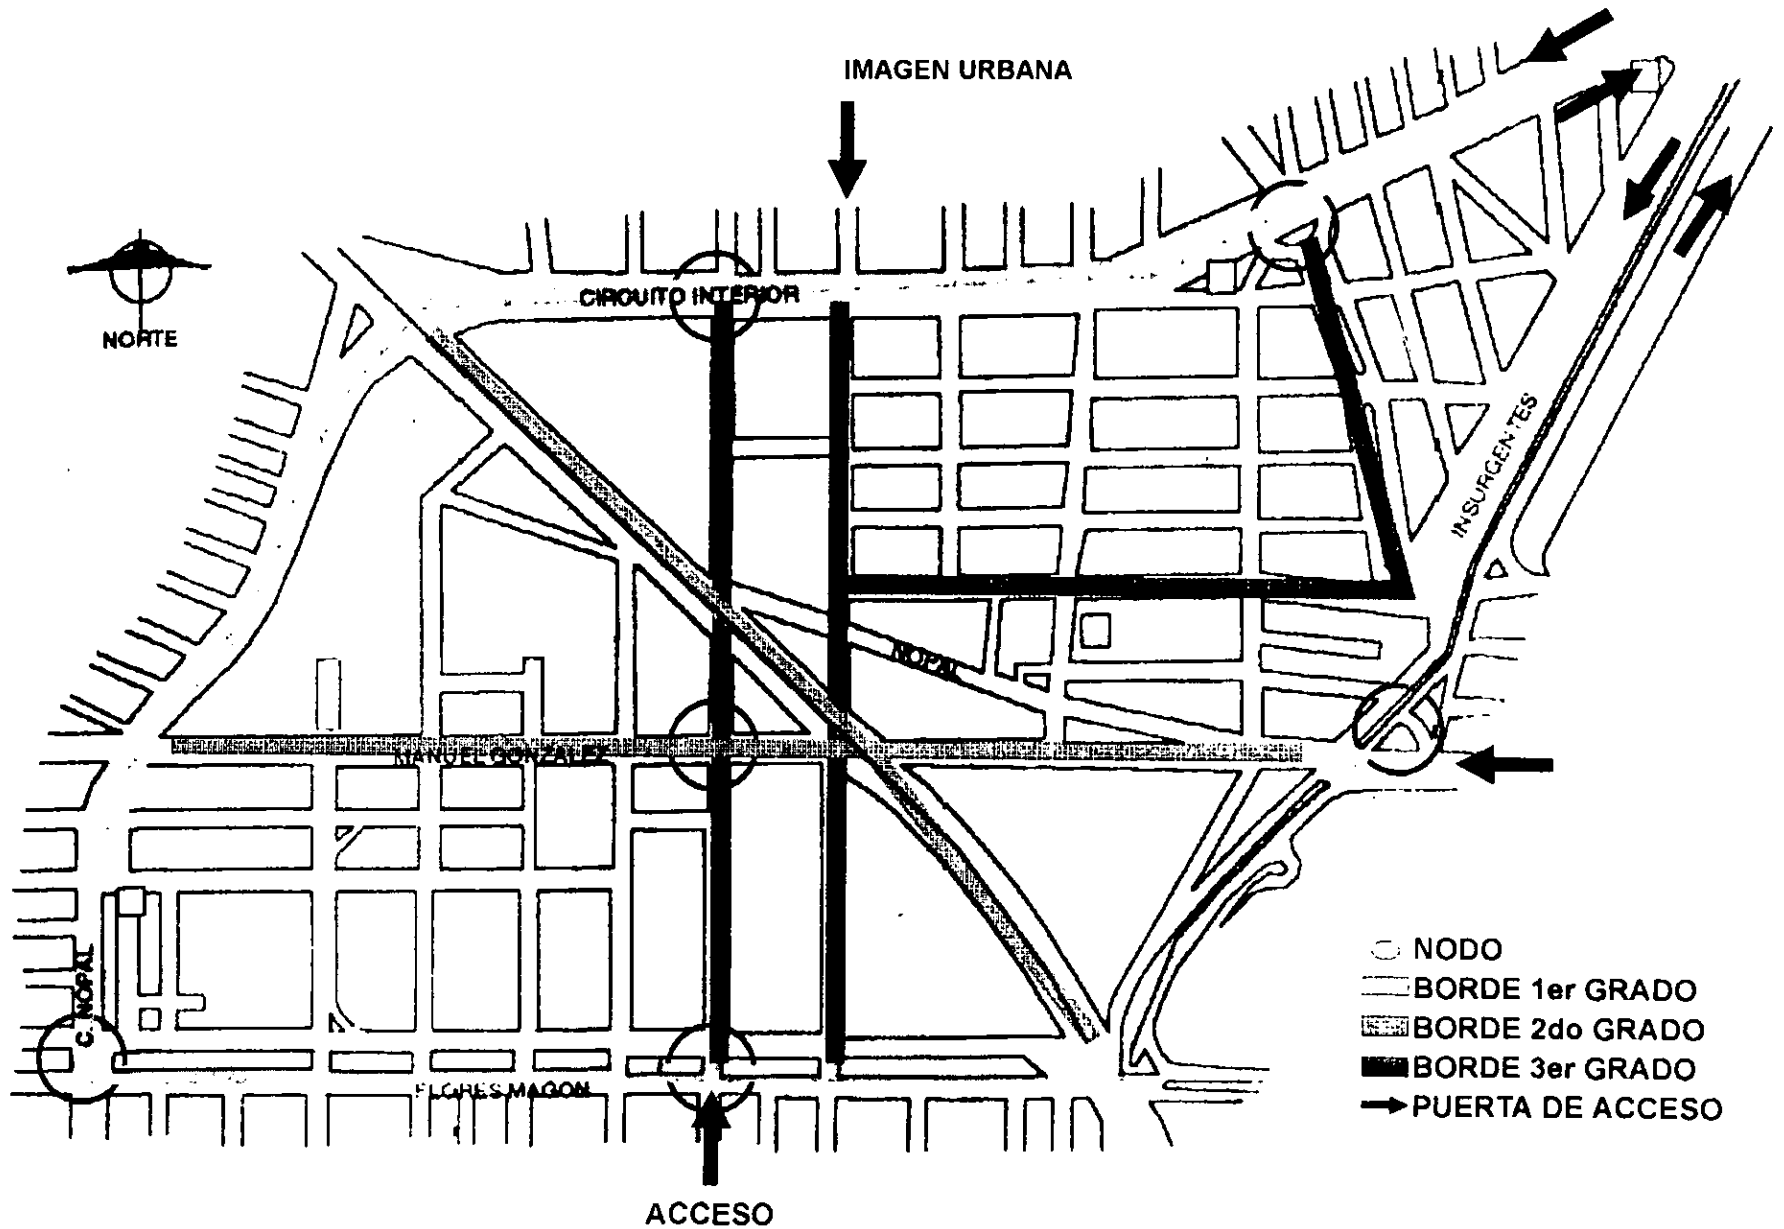 IMAGEN URBANA
CIRCUITO INTERIOR
NORTE
INSURGENTES
NOPAL
MANUEL GONZALEZ
C. NOPAL
FLORES MAGON
NODO
BORDE 1er GRADO
BORDE 2do GRADO
BORDE 3er GRADO
PUERTA DE ACCESO
ACCESO